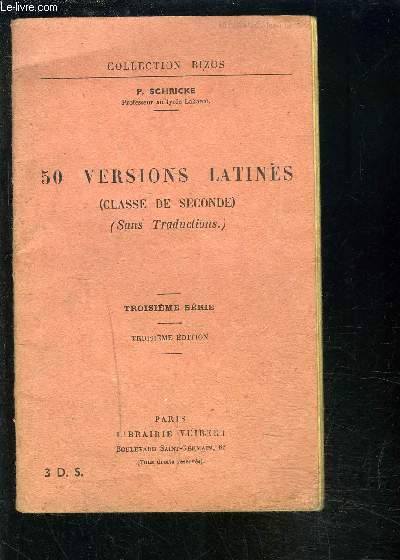 www.le-livre.com
COLLECTION BIZOS
P. SCHRICKE
Professeur au lycée Lakanal.
50 VERSIONS LATINES
(CLASSE DE SECONDE)
(Sans Traductions.)
TROISIÈME SÉRIE
TROISIÈME ÉDITION
PARIS
LIBRAIRIE VUIBERT
BOULEVARD SAINT-GERMAIN, 63
(Tous droits réservés).
3 D. S.